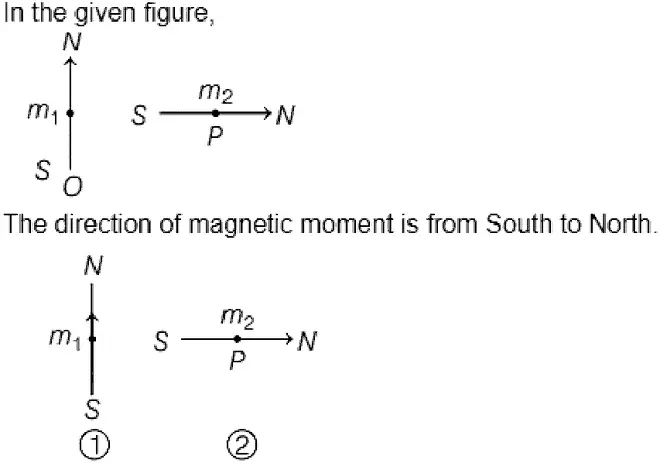 In the given figure,
N
m1
S
O
S
m2
P
N
The direction of magnetic moment is from South to North.
N
m1
S
①
S
m2
P
N
②